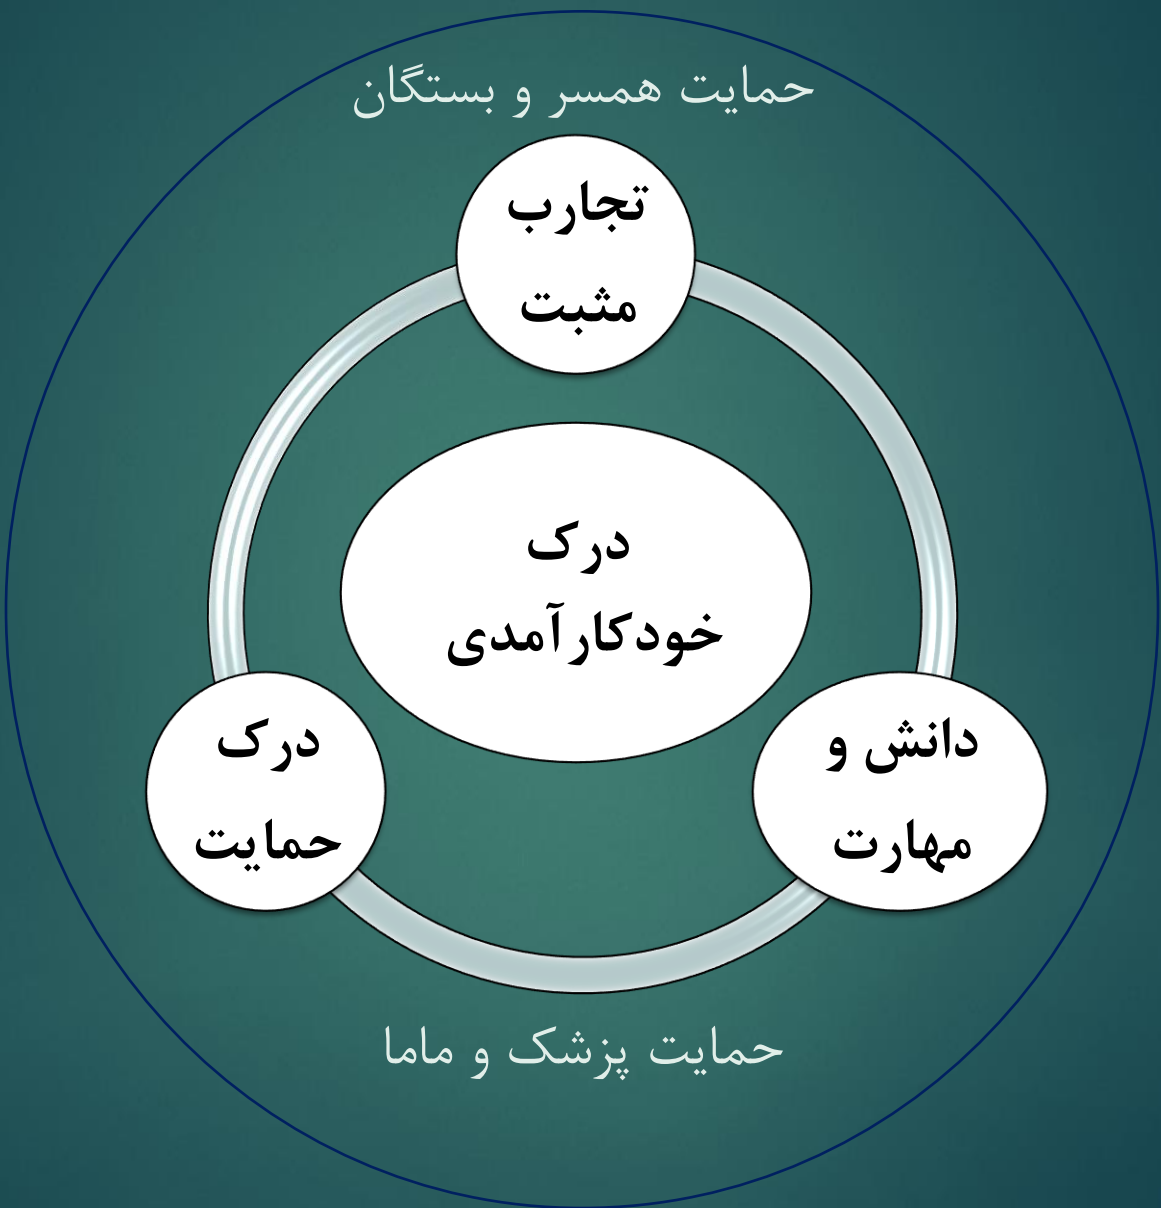 حمایت همسر و بستگان
تجارب
مثبت
درک
خودکارآمدی
دانش و
مهارت
درک
حمایت
حمایت پزشک و ماما